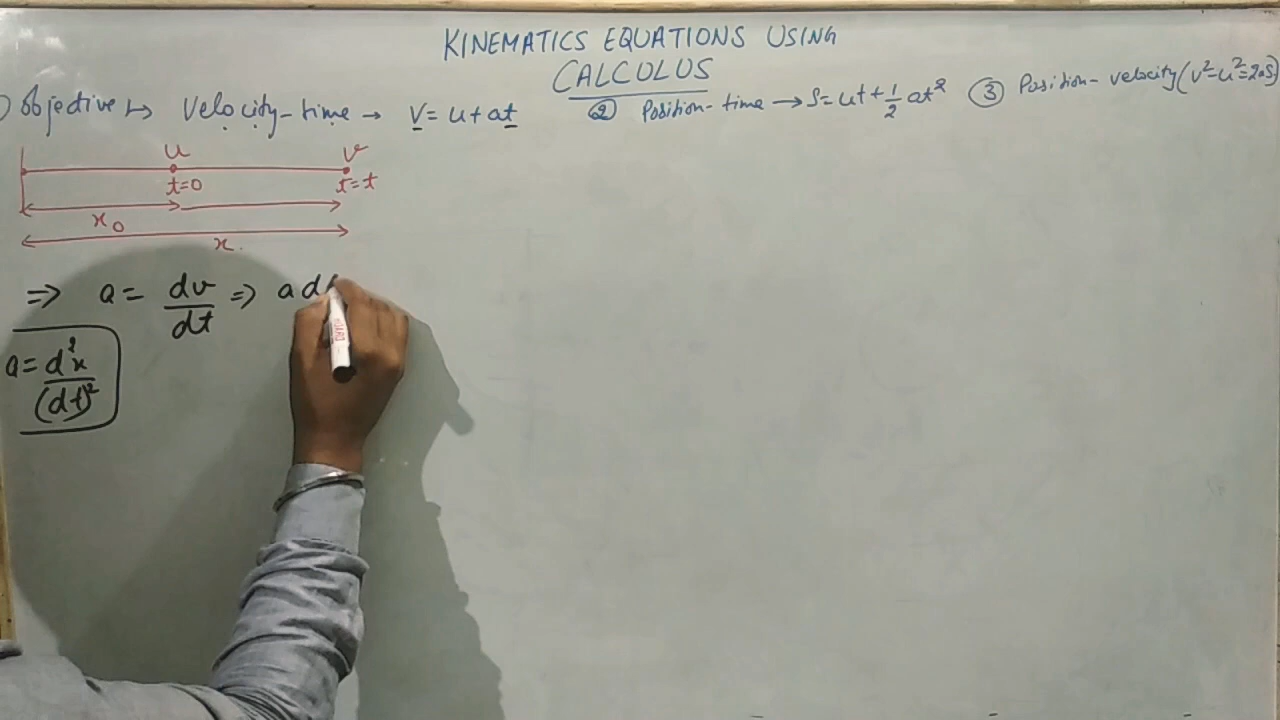 KINEMATICS EQUATIONS USING
CALCULUS
) Objective ↦ Velocity-time → V = u + at
② Position-time → S = ut + 1/2 at²
③ Position-velocity (v²-u²=2aS)
u v
t=0 t=t
x₀
x
⇒ a = dv/dt ⇒ a d
a = d²x/(dt)²